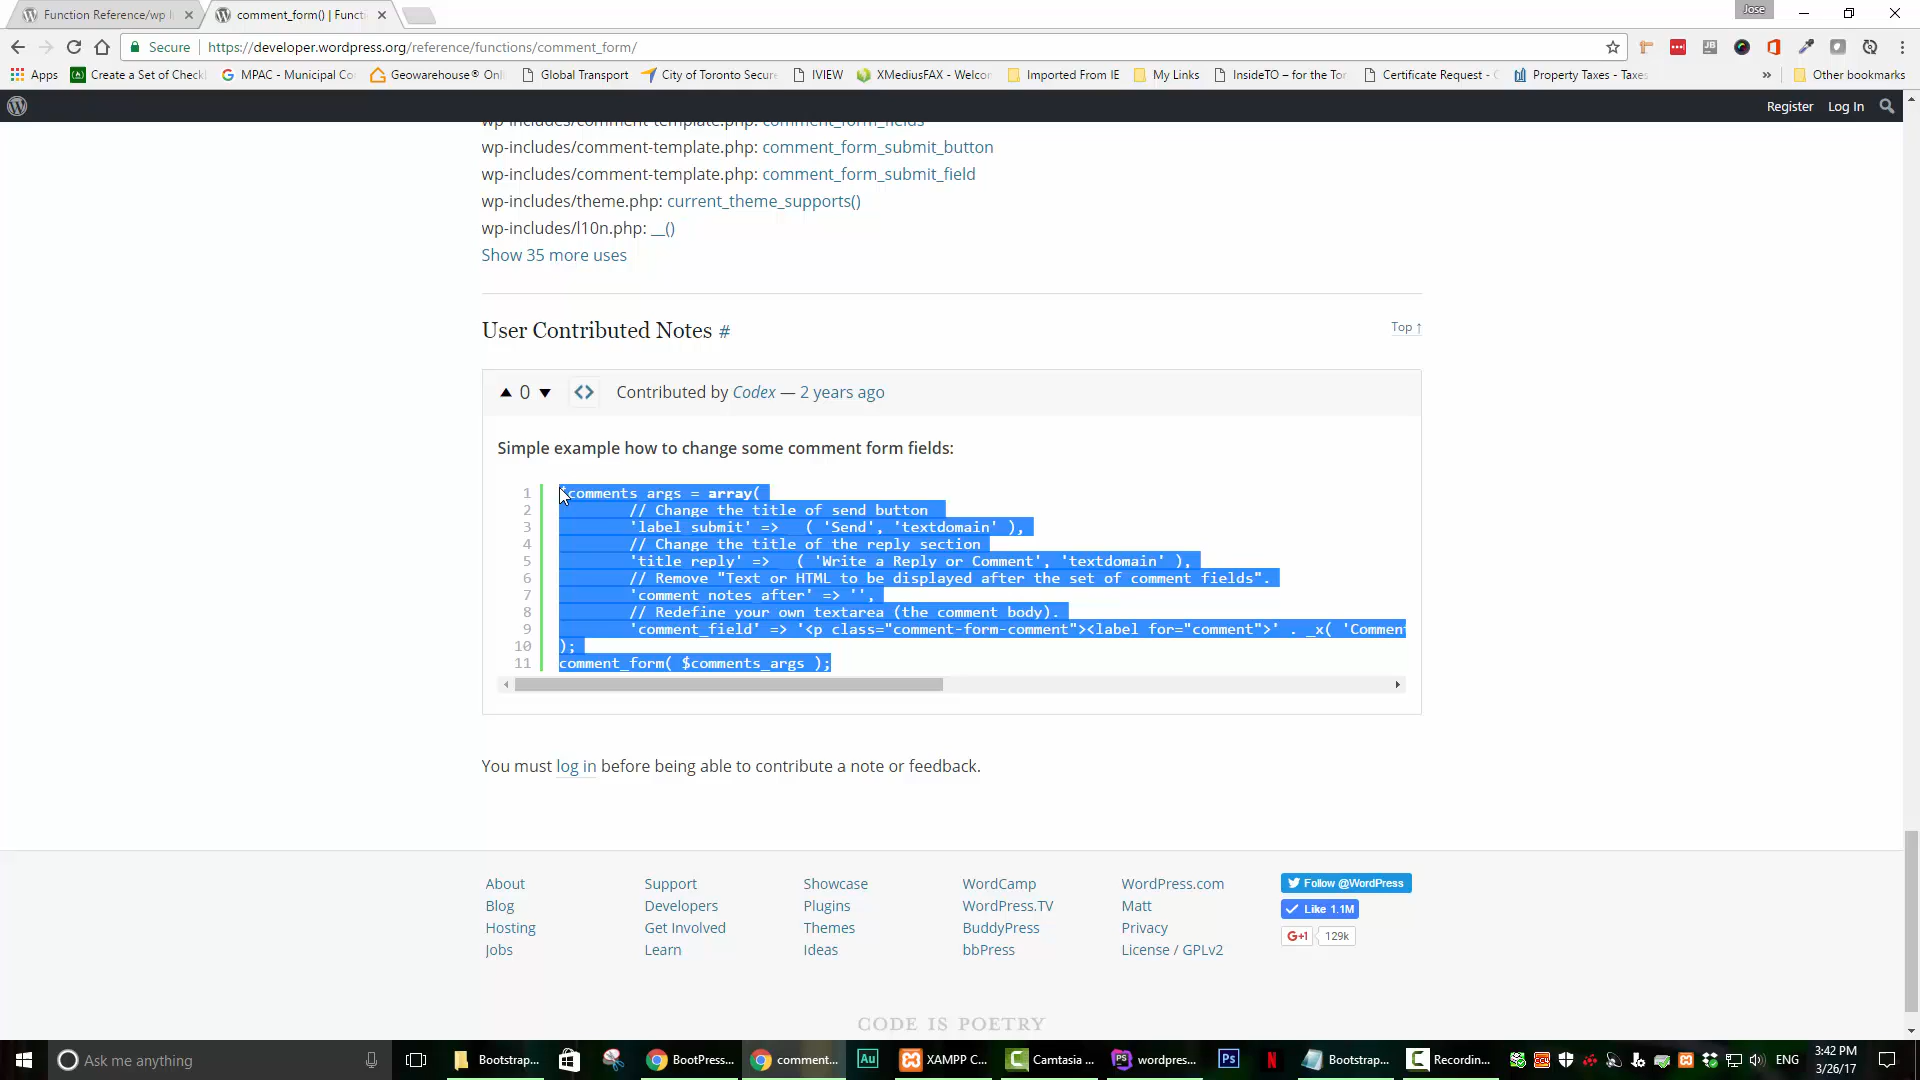 Function Reference/wp
comment_form() | Functi
Jose
Secure
https://developer.wordpress.org/reference/functions/comment_form/
Apps
Create a Set of Check
MPAC - Municipal Co
Geowarehouse® Onl
Global Transport
City of Toronto Secure
IVIEW
XMediusFAX - Welcon
Imported From IE
My Links
InsideTO – for the Tor
Certificate Request - C
Property Taxes - Taxes
»
Other bookmarks
Register
Log In
wp-includes/comment-template.php: comment_form_fields
wp-includes/comment-template.php: comment_form_submit_button
wp-includes/comment-template.php: comment_form_submit_field
wp-includes/theme.php: current_theme_supports()
wp-includes/l10n.php: __()
Show 35 more uses
User Contributed Notes #
Top ↑
0
Contributed by Codex — 2 years ago
Simple example how to change some comment form fields:
1 $comments_args = array(
2 // Change the title of send button
3 'label_submit' => __( 'Send', 'textdomain' ),
4 // Change the title of the reply section
5 'title_reply' => __( 'Write a Reply or Comment', 'textdomain' ),
6 // Remove "Text or HTML to be displayed after the set of comment fields".
7 'comment_notes_after' => '',
8 // Redefine your own textarea (the comment body).
9 'comment_field' => '<p class="comment-form-comment"><label for="comment">' . _x( 'Comment
10 );
11 comment_form( $comments_args );
You must log in before being able to contribute a note or feedback.
About
Blog
Hosting
Jobs
Support
Developers
Get Involved
Learn
Showcase
Plugins
Themes
Ideas
WordCamp
WordPress.TV
BuddyPress
bbPress
WordPress.com
Matt
Privacy
License / GPLv2
Follow @WordPress
Like 1.1M
G+1 129k
CODE IS POETRY
Ask me anything
Bootstrap...
BootPress...
comment...
Au
XAMPP C...
Camtasia ...
wordpress...
Ps
N
Bootstrap...
Recordin...
ENG
3:42 PM
3/26/17